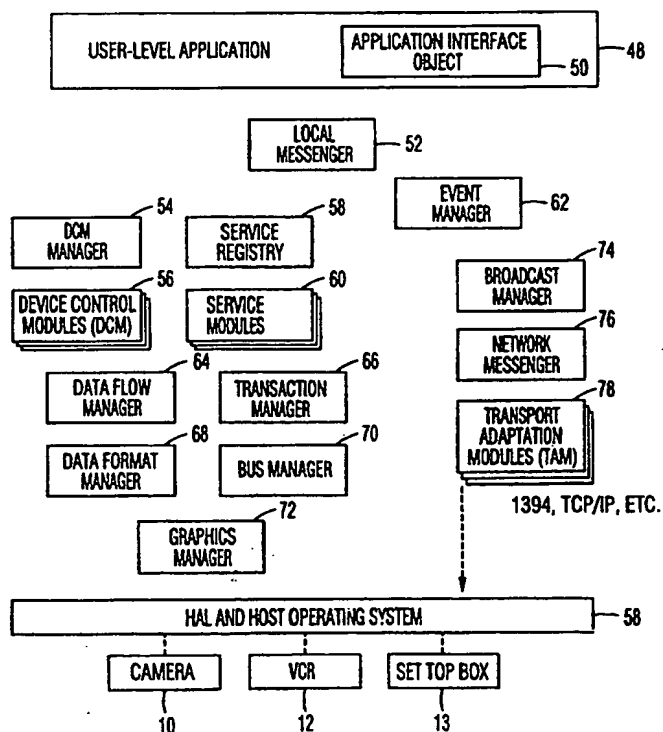 USER-LEVEL APPLICATION
APPLICATION INTERFACE
OBJECT
50
48
LOCAL
MESSENGER
52
EVENT
MANAGER
62
54
DCM
MANAGER
58
SERVICE
REGISTRY
74
BROADCAST
MANAGER
56
DEVICE CONTROL
MODULES (DCM)
60
SERVICE
MODULES
76
NETWORK
MESSENGER
64
DATA FLOW
MANAGER
66
TRANSACTION
MANAGER
78
TRANSPORT
ADAPTATION
MODULES (TAM)
68
DATA FORMAT
MANAGER
70
BUS MANAGER
1394, TCP/IP, ETC.
72
GRAPHICS
MANAGER
HAL AND HOST OPERATING SYSTEM
58
CAMERA
VCR
SET TOP BOX
10
12
13